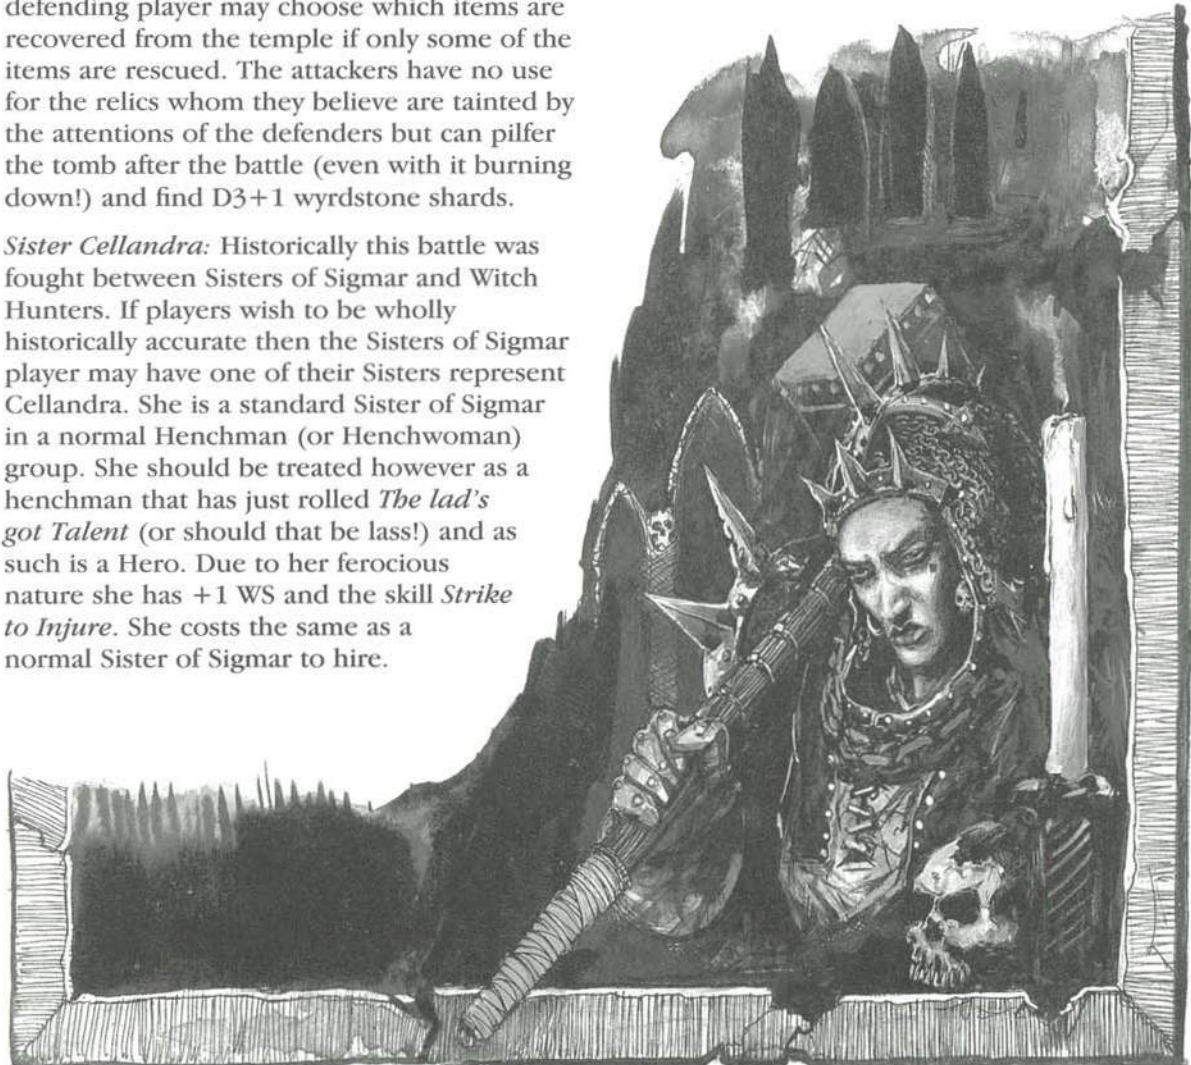 defending player may choose which items are
recovered from the temple if only some of the
items are rescued. The attackers have no use
for the relics whom they believe are tainted by
the attentions of the defenders but can pilfer
the tomb after the battle (even with it burning
down!) and find D3+1 wyrdstone shards.
Sister Cellandra: Historically this battle was
fought between Sisters of Sigmar and Witch
Hunters. If players wish to be wholly
historically accurate then the Sisters of Sigmar
player may have one of their Sisters represent
Cellandra. She is a standard Sister of Sigmar
in a normal Henchman (or Henchwoman)
group. She should be treated however as a
henchman that has just rolled The lad's
got Talent (or should that be lass!) and as
such is a Hero. Due to her ferocious
nature she has +1 WS and the skill Strike
to Injure. She costs the same as a
normal Sister of Sigmar to hire.